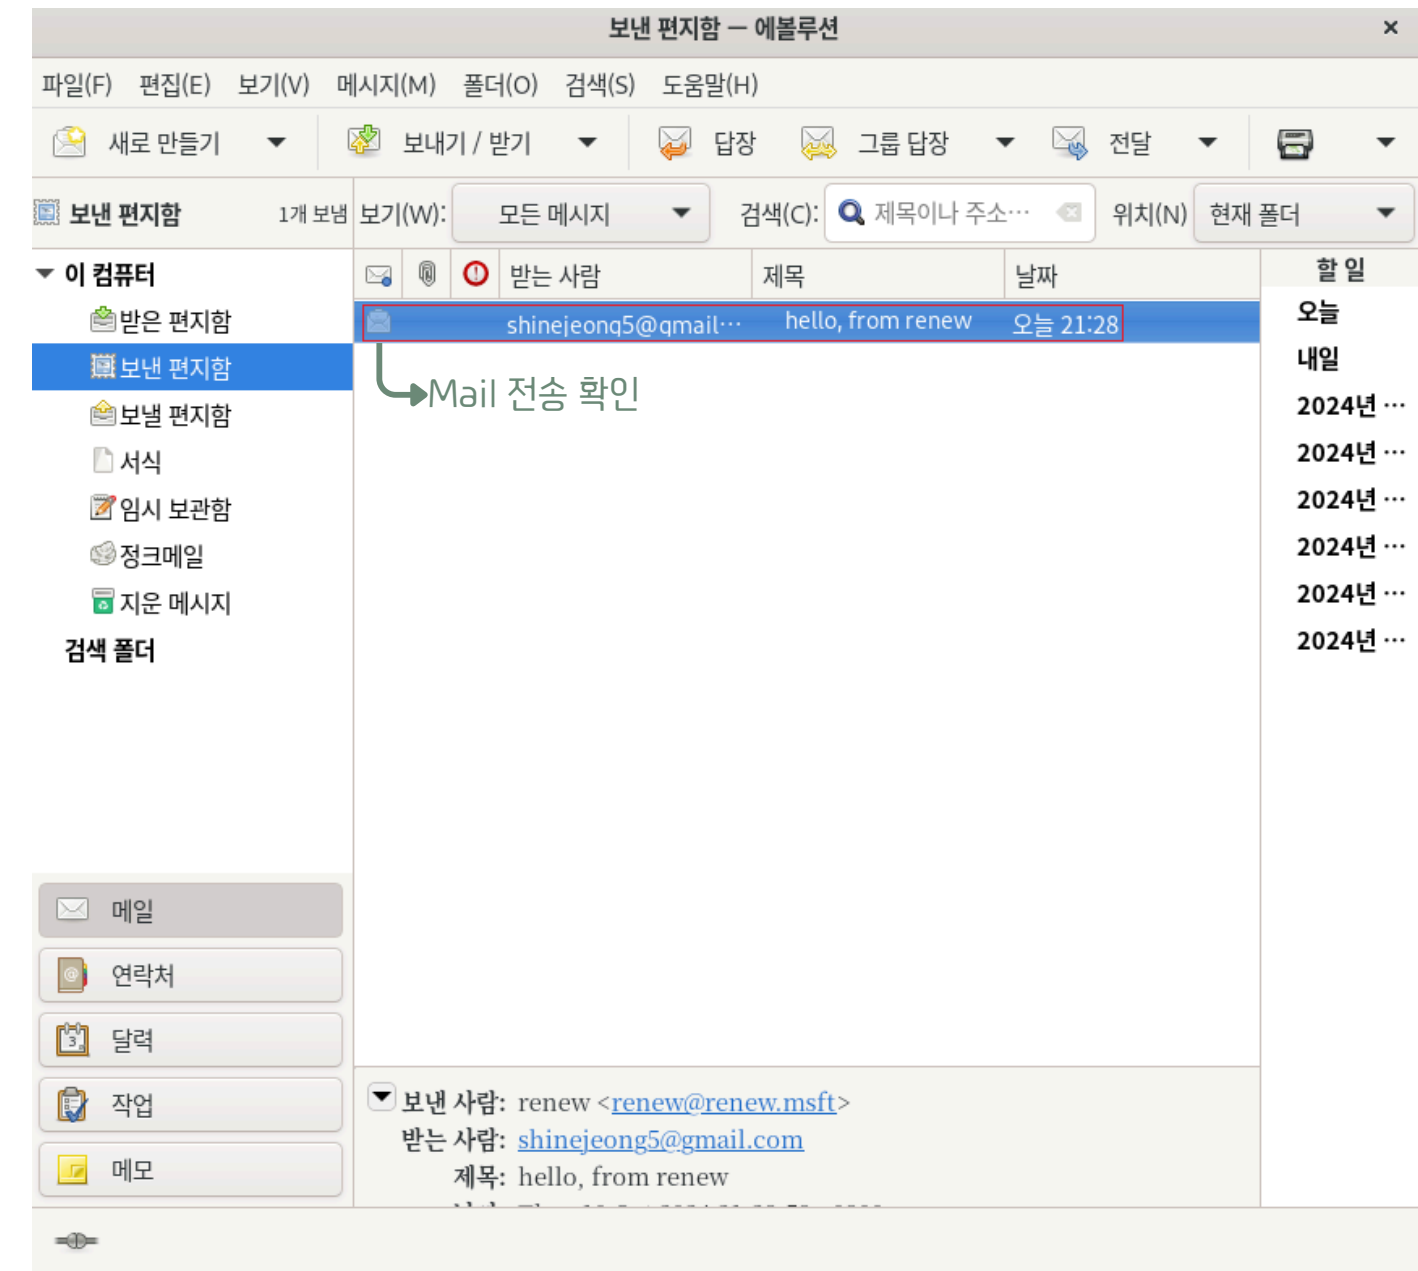 보낸 편지함 — 에볼루션
파일(F) 편집(E) 보기(V) 메시지(M) 폴더(O) 검색(S) 도움말(H)
새로 만들기 보내기 / 받기 답장 그룹 답장 전달
보낸 편지함 1개 보냄 보기(W): 모든 메시지 검색(C): 제목이나 주소… 위치(N) 현재 폴더
이 컴퓨터
받은 편지함
보낸 편지함
보낼 편지함
서식
임시 보관함
정크메일
지운 메시지
검색 폴더
받는 사람 제목 날짜
shinejeong5@gmail… hello, from renew 오늘 21:28
Mail 전송 확인
할 일
오늘
내일
2024년 …
2024년 …
2024년 …
2024년 …
2024년 …
2024년 …
메일
연락처
달력
작업
메모
보낸 사람: renew <renew@renew.msft>
받는 사람: shinejeong5@gmail.com
제목: hello, from renew